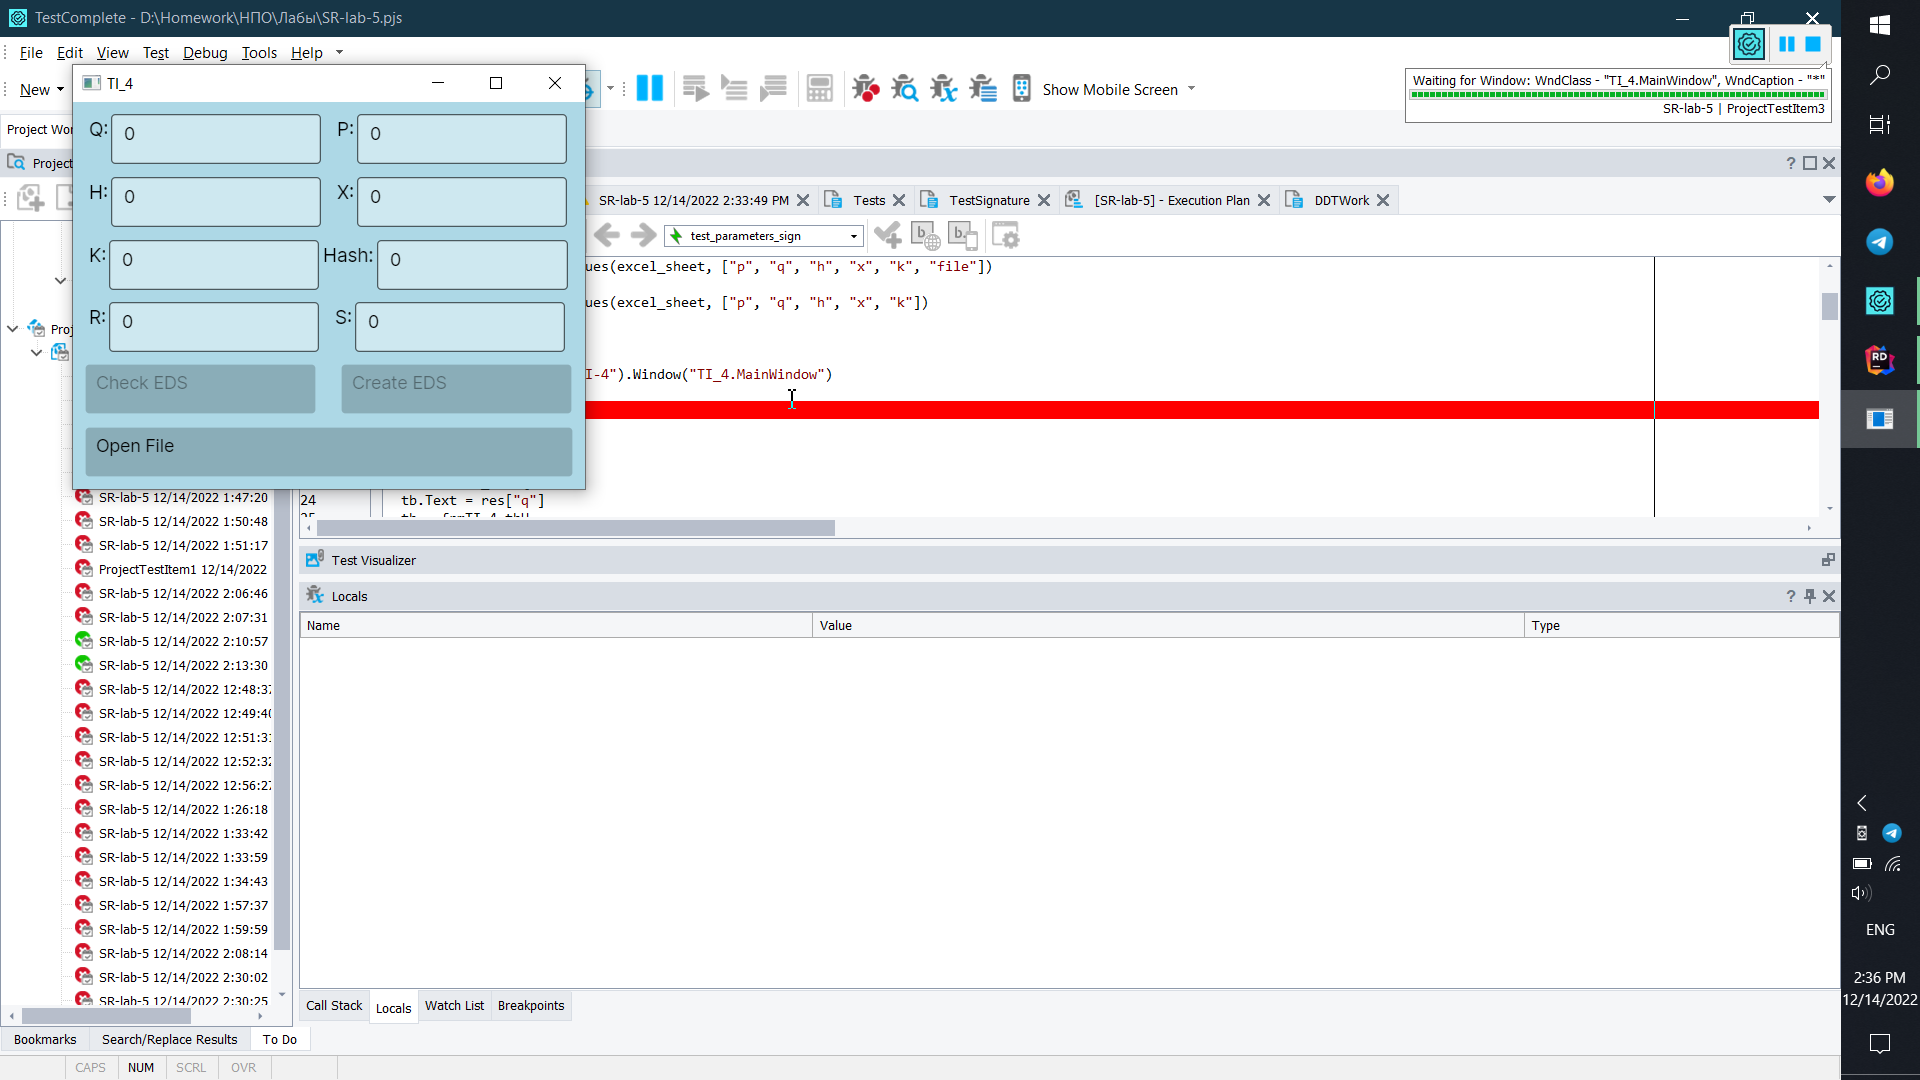 TestComplete - D:\Homework\НПО\Лабы\SR-lab-5.pjs
File Edit View Test Debug Tools Help
New
Show Mobile Screen
Waiting for Window: WndClass - "TI_4.MainWindow", WndCaption - "*"
SR-lab-5 | ProjectTestItem3
TI_4
Q: 0 P: 0
H: 0 X: 0
K: 0 Hash: 0
R: 0 S: 0
Check EDS Create EDS
Open File
Project Wor
Project
SR-lab-5 12/14/2022 2:33:49 PM Tests TestSignature [SR-lab-5] - Execution Plan DDTWork
test_parameters_sign
ues(excel_sheet, ["p", "q", "h", "x", "k", "file"])
ues(excel_sheet, ["p", "q", "h", "x", "k"])
I-4").Window("TI_4.MainWindow")
24 tb.Text = res["q"]
Proj
SR-lab-5 12/14/2022 1:47:20
SR-lab-5 12/14/2022 1:50:48
SR-lab-5 12/14/2022 1:51:17
ProjectTestItem1 12/14/2022
SR-lab-5 12/14/2022 2:06:46
SR-lab-5 12/14/2022 2:07:31
SR-lab-5 12/14/2022 2:10:57
SR-lab-5 12/14/2022 2:13:30
SR-lab-5 12/14/2022 12:48:37
SR-lab-5 12/14/2022 12:49:40
SR-lab-5 12/14/2022 12:51:31
SR-lab-5 12/14/2022 12:52:32
SR-lab-5 12/14/2022 12:56:27
SR-lab-5 12/14/2022 1:26:18
SR-lab-5 12/14/2022 1:33:42
SR-lab-5 12/14/2022 1:33:59
SR-lab-5 12/14/2022 1:34:43
SR-lab-5 12/14/2022 1:57:37
SR-lab-5 12/14/2022 1:59:59
SR-lab-5 12/14/2022 2:08:14
SR-lab-5 12/14/2022 2:30:02
SR-lab-5 12/14/2022 2:30:25
Test Visualizer
Locals
Name Value Type
Call Stack Locals Watch List Breakpoints
Bookmarks Search/Replace Results To Do
CAPS NUM SCRL OVR
ENG
2:36 PM
12/14/2022